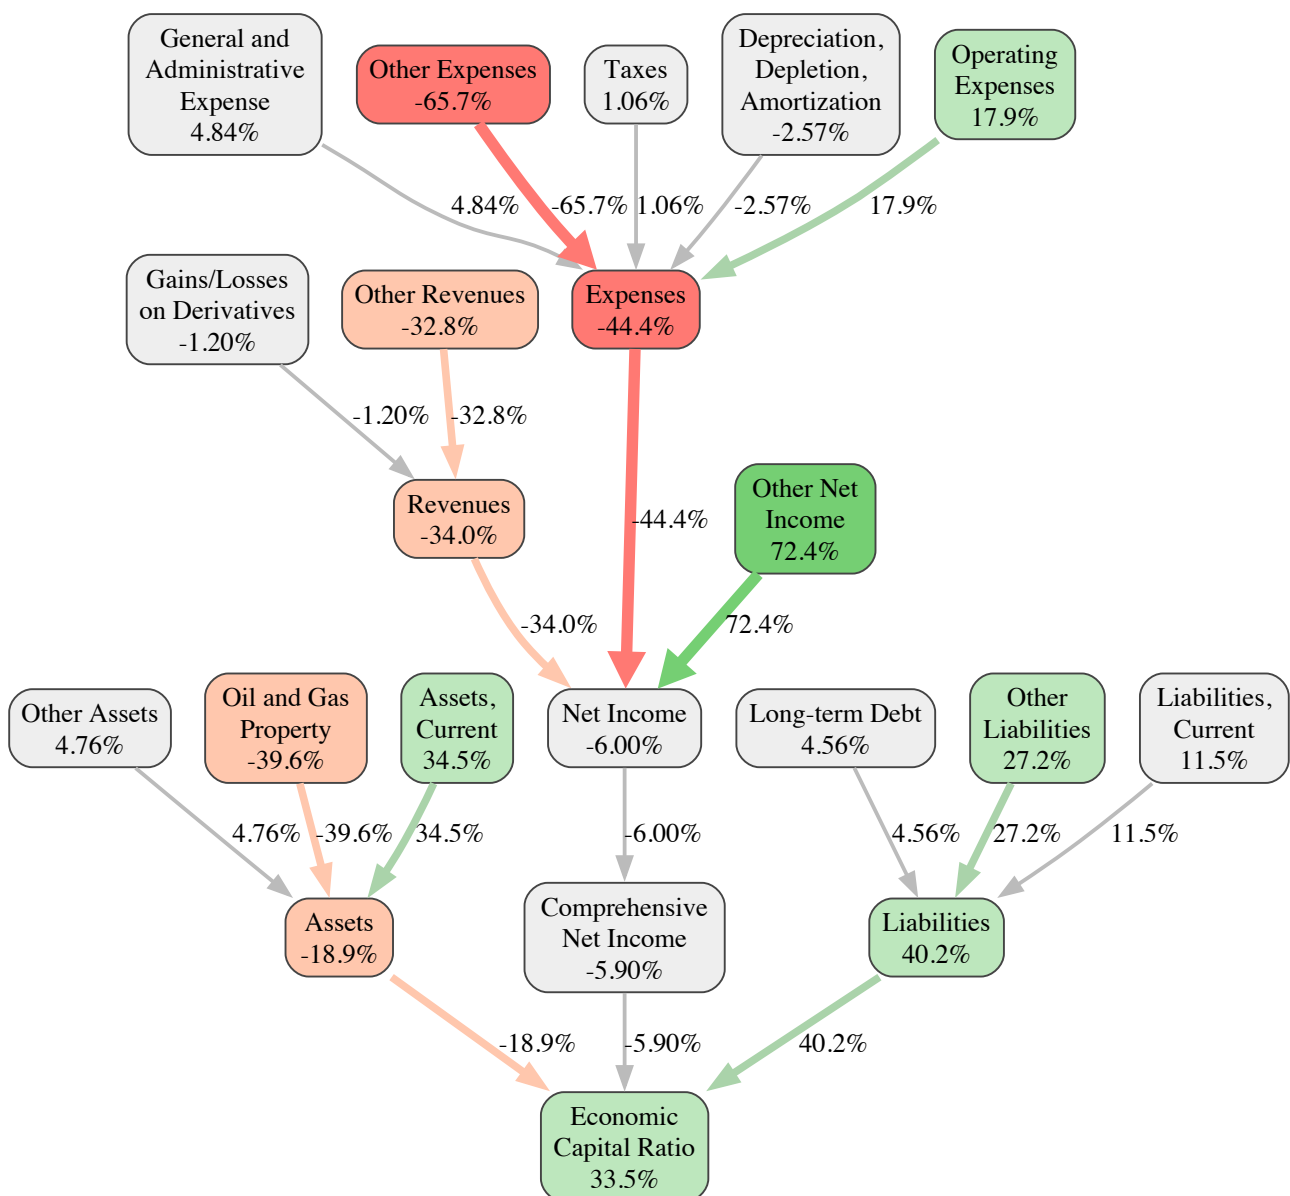 General and
Administrative
Expense
4.84%
Other Expenses
-65.7%
Taxes
1.06%
Depreciation,
Depletion,
Amortization
-2.57%
Operating
Expenses
17.9%
4.84%
-65.7%
1.06%
-2.57%
17.9%
Gains/Losses
on Derivatives
-1.20%
Other Revenues
-32.8%
Expenses
-44.4%
-1.20%
-32.8%
Revenues
-34.0%
-44.4%
Other Net
Income
72.4%
-34.0%
72.4%
Other Assets
4.76%
Oil and Gas
Property
-39.6%
Assets,
Current
34.5%
Net Income
-6.00%
Long-term Debt
4.56%
Other
Liabilities
27.2%
Liabilities,
Current
11.5%
4.76%
-39.6%
34.5%
-6.00%
4.56%
27.2%
11.5%
Assets
-18.9%
Comprehensive
Net Income
-5.90%
Liabilities
40.2%
-18.9%
-5.90%
40.2%
Economic
Capital Ratio
33.5%